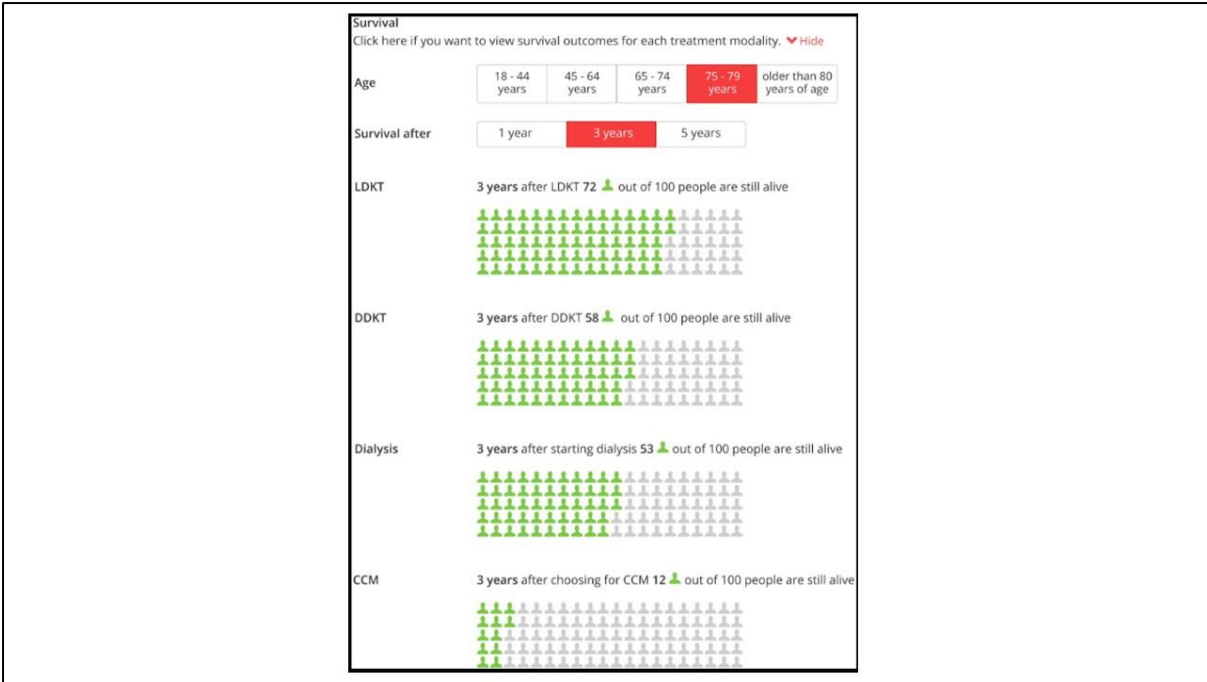 Survival
Click here if you want to view survival outcomes for each treatment modality. Hide
Age
18 - 44 years
45 - 64 years
65 - 74 years
75 - 79 years
older than 80 years of age
Survival after
1 year
3 years
5 years
LDKT
3 years after LDKT 72 out of 100 people are still alive
DDKT
3 years after DDKT 58 out of 100 people are still alive
Dialysis
3 years after starting dialysis 53 out of 100 people are still alive
CCM
3 years after choosing for CCM 12 out of 100 people are still alive